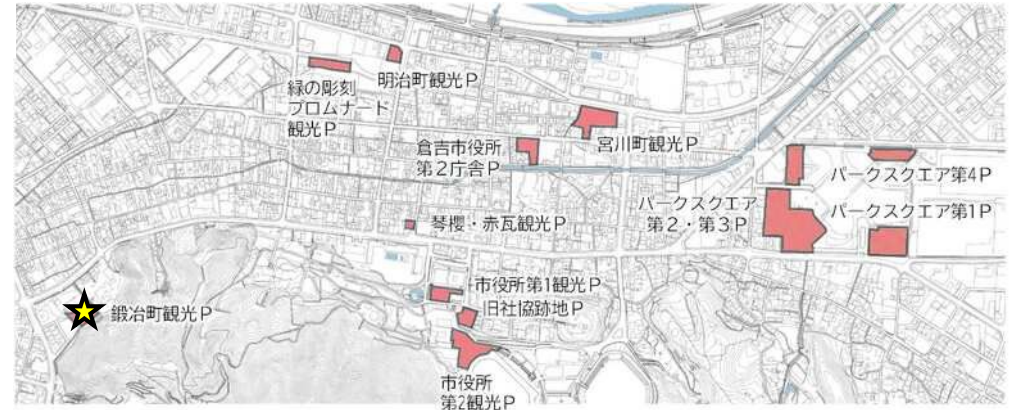 明治町観光P
緑の彫刻
プロムナード
観光P
宮川町観光P
倉吉市役所
第2庁舎P
パークスクエア第4P
パークスクエア
第2・第3P
パークスクエア第1P
琴櫻・赤瓦観光P
市役所第1観光P
旧社協跡地P
鍛冶町観光P
市役所
第2観光P